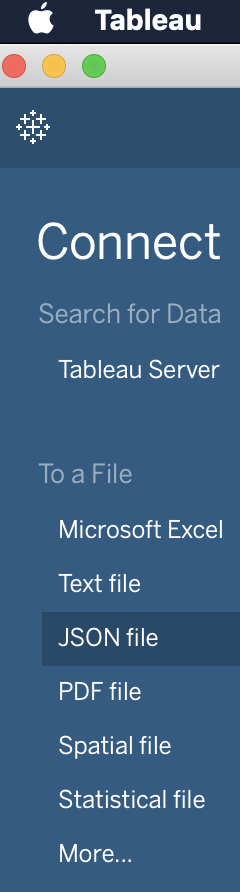 Tableau
Connect
Search for Data
Tableau Server
To a File
Microsoft Excel
Text file
JSON file
PDF file
Spatial file
Statistical file
More...